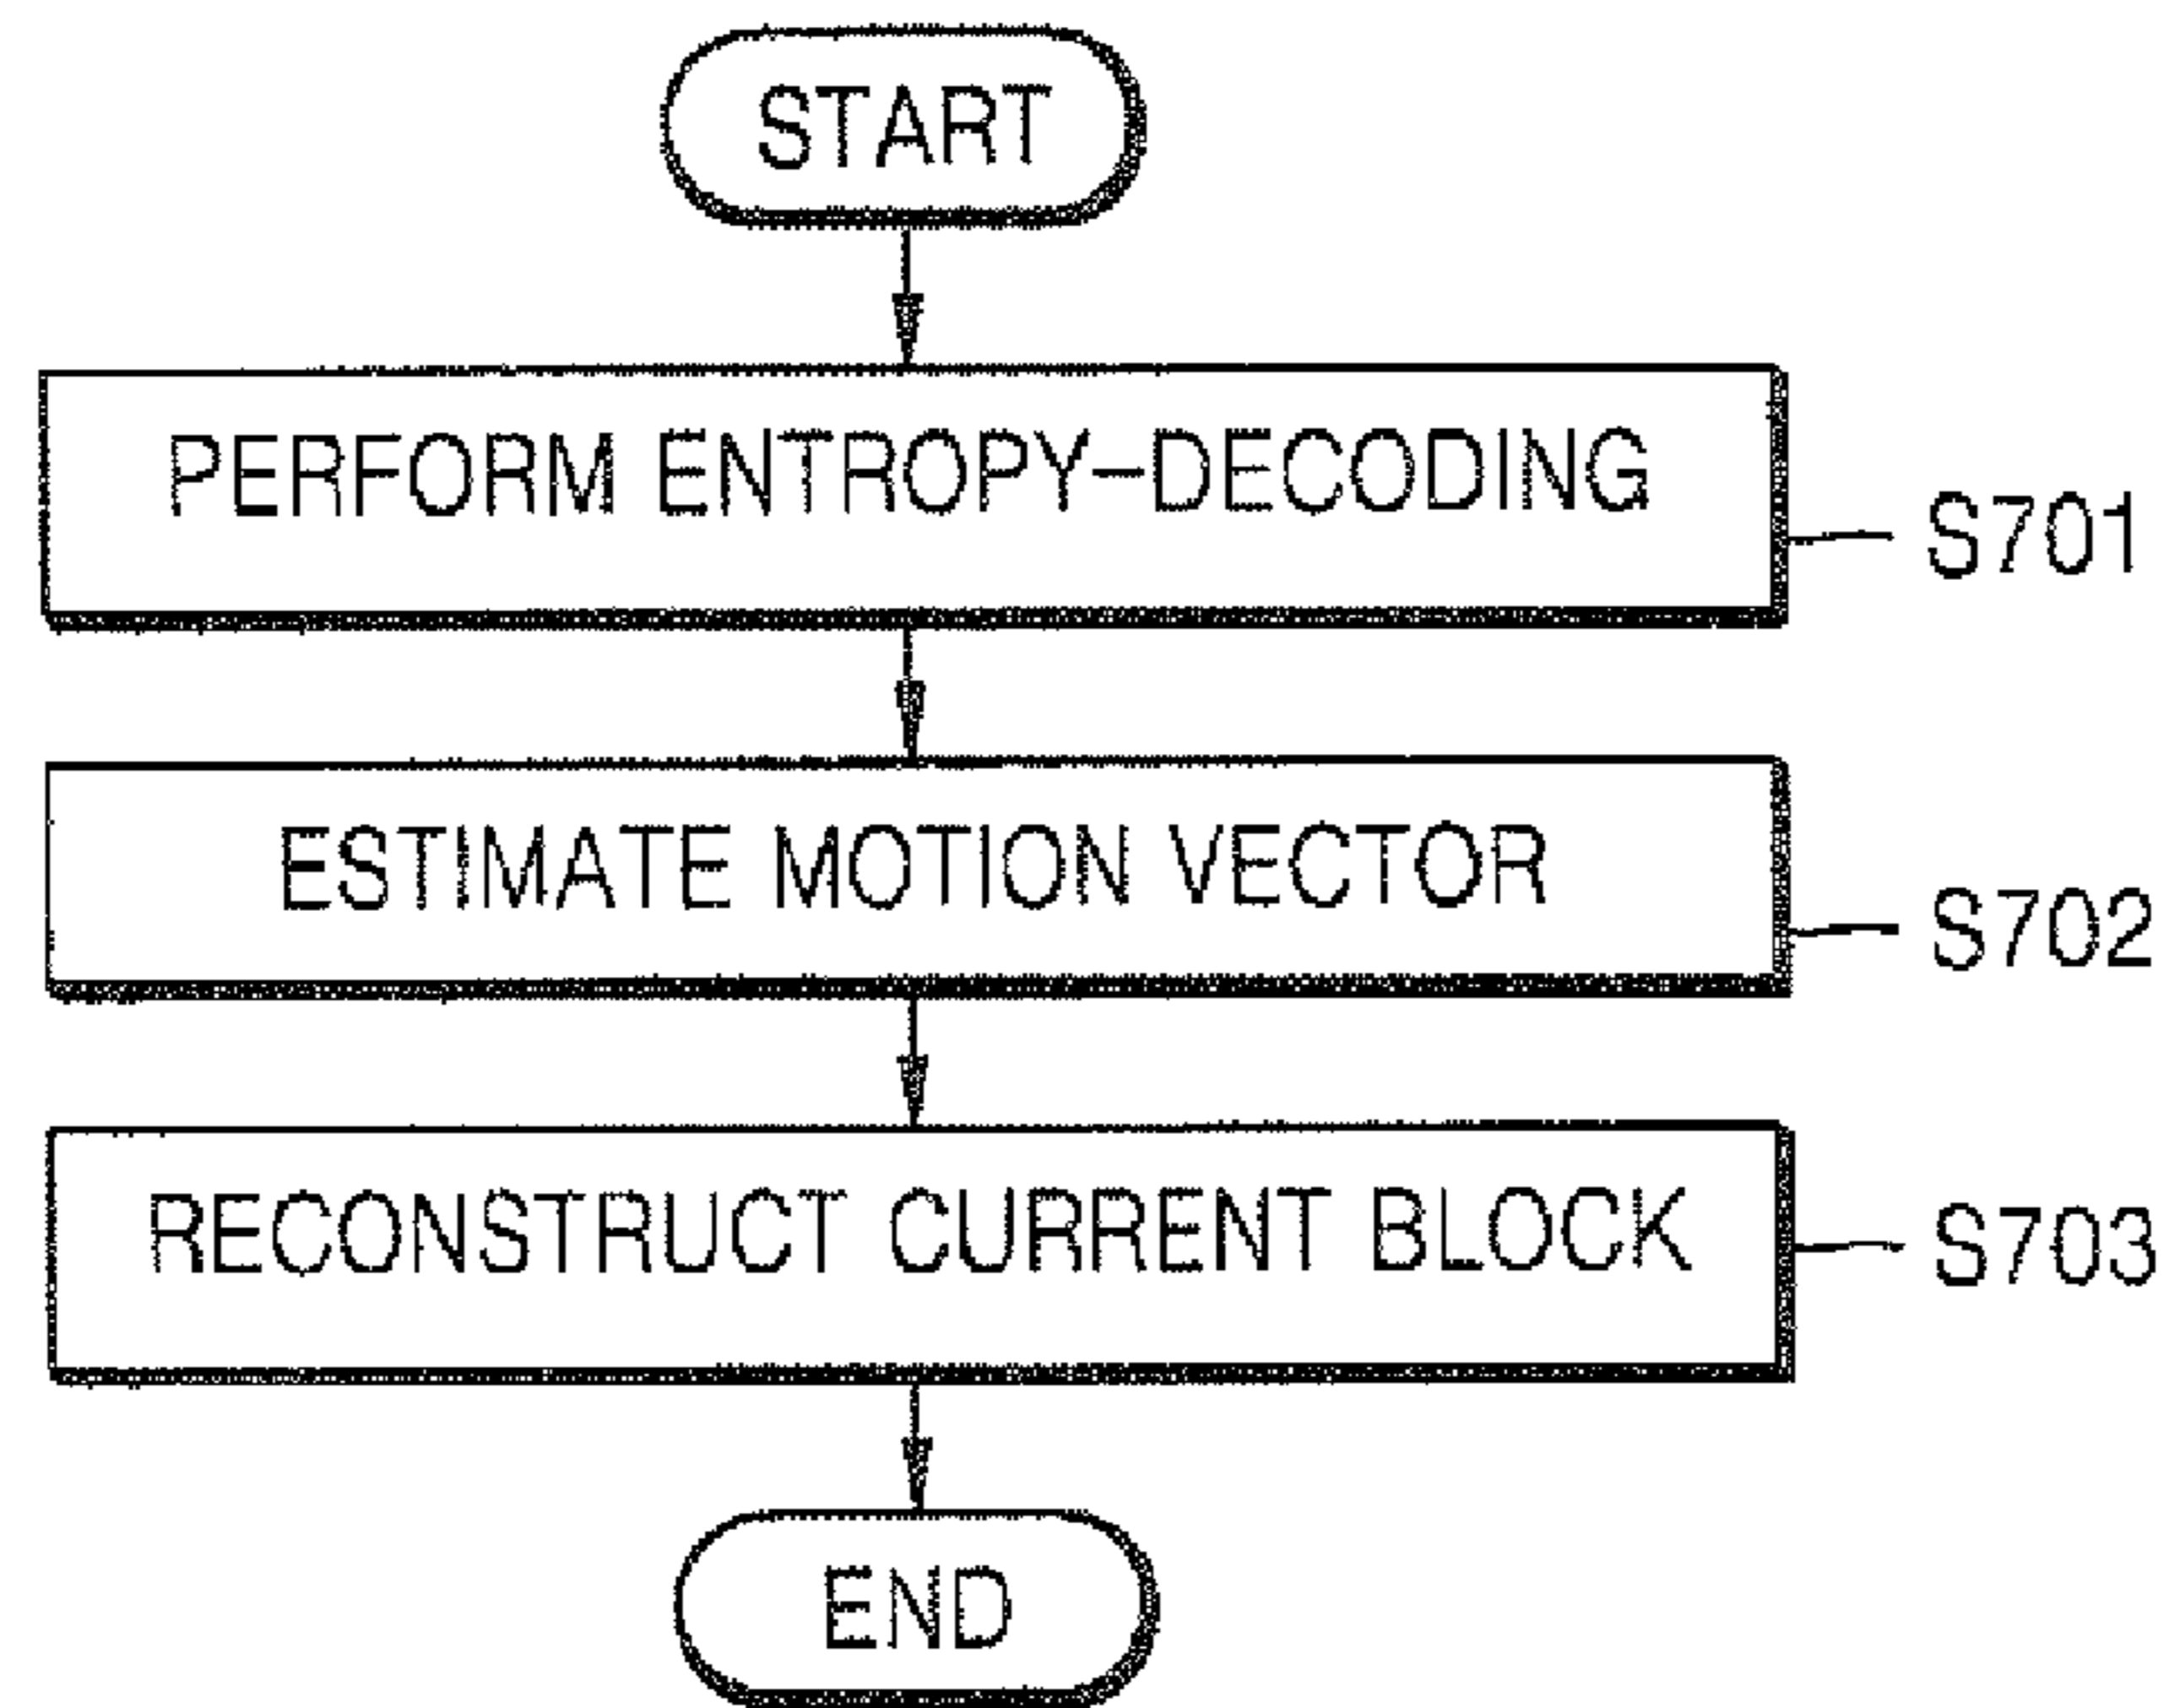 START
PERFORM ENTROPY-DECODING
S701
ESTIMATE MOTION VECTOR
S702
RECONSTRUCT CURRENT BLOCK
S703
END